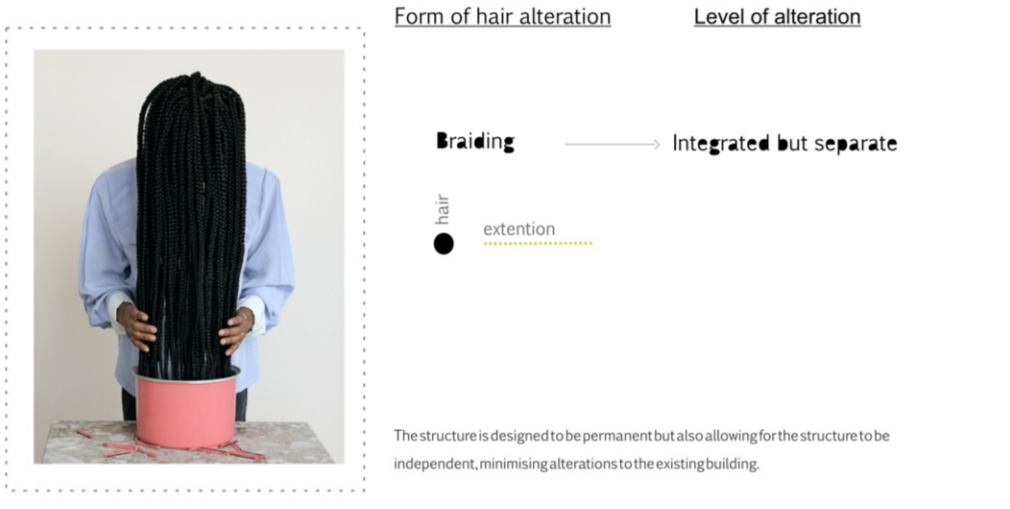 Form of hair alteration
Level of alteration
Braiding
Integrated but separate
hair
extention
The structure is designed to be permanent but also allowing for the structure to be
independent, minimising alterations to the existing building.